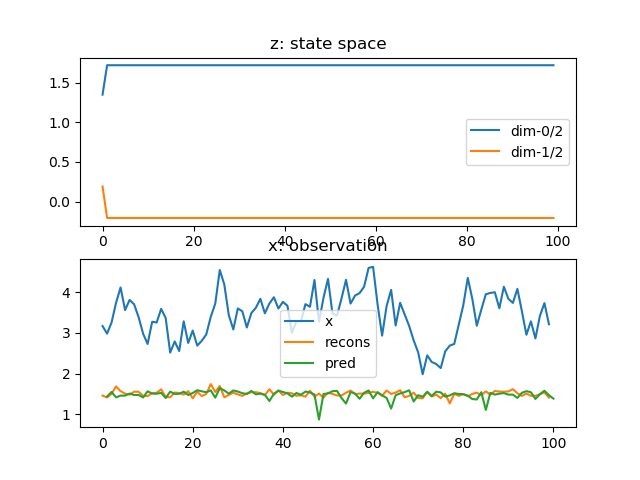 z: state space
1.5
1.0
0.5
0.0
dim-0/2
dim-1/2
0 20 40 60 80 100
x: observation
4
3
2
1
x
recons
pred
0 20 40 60 80 100